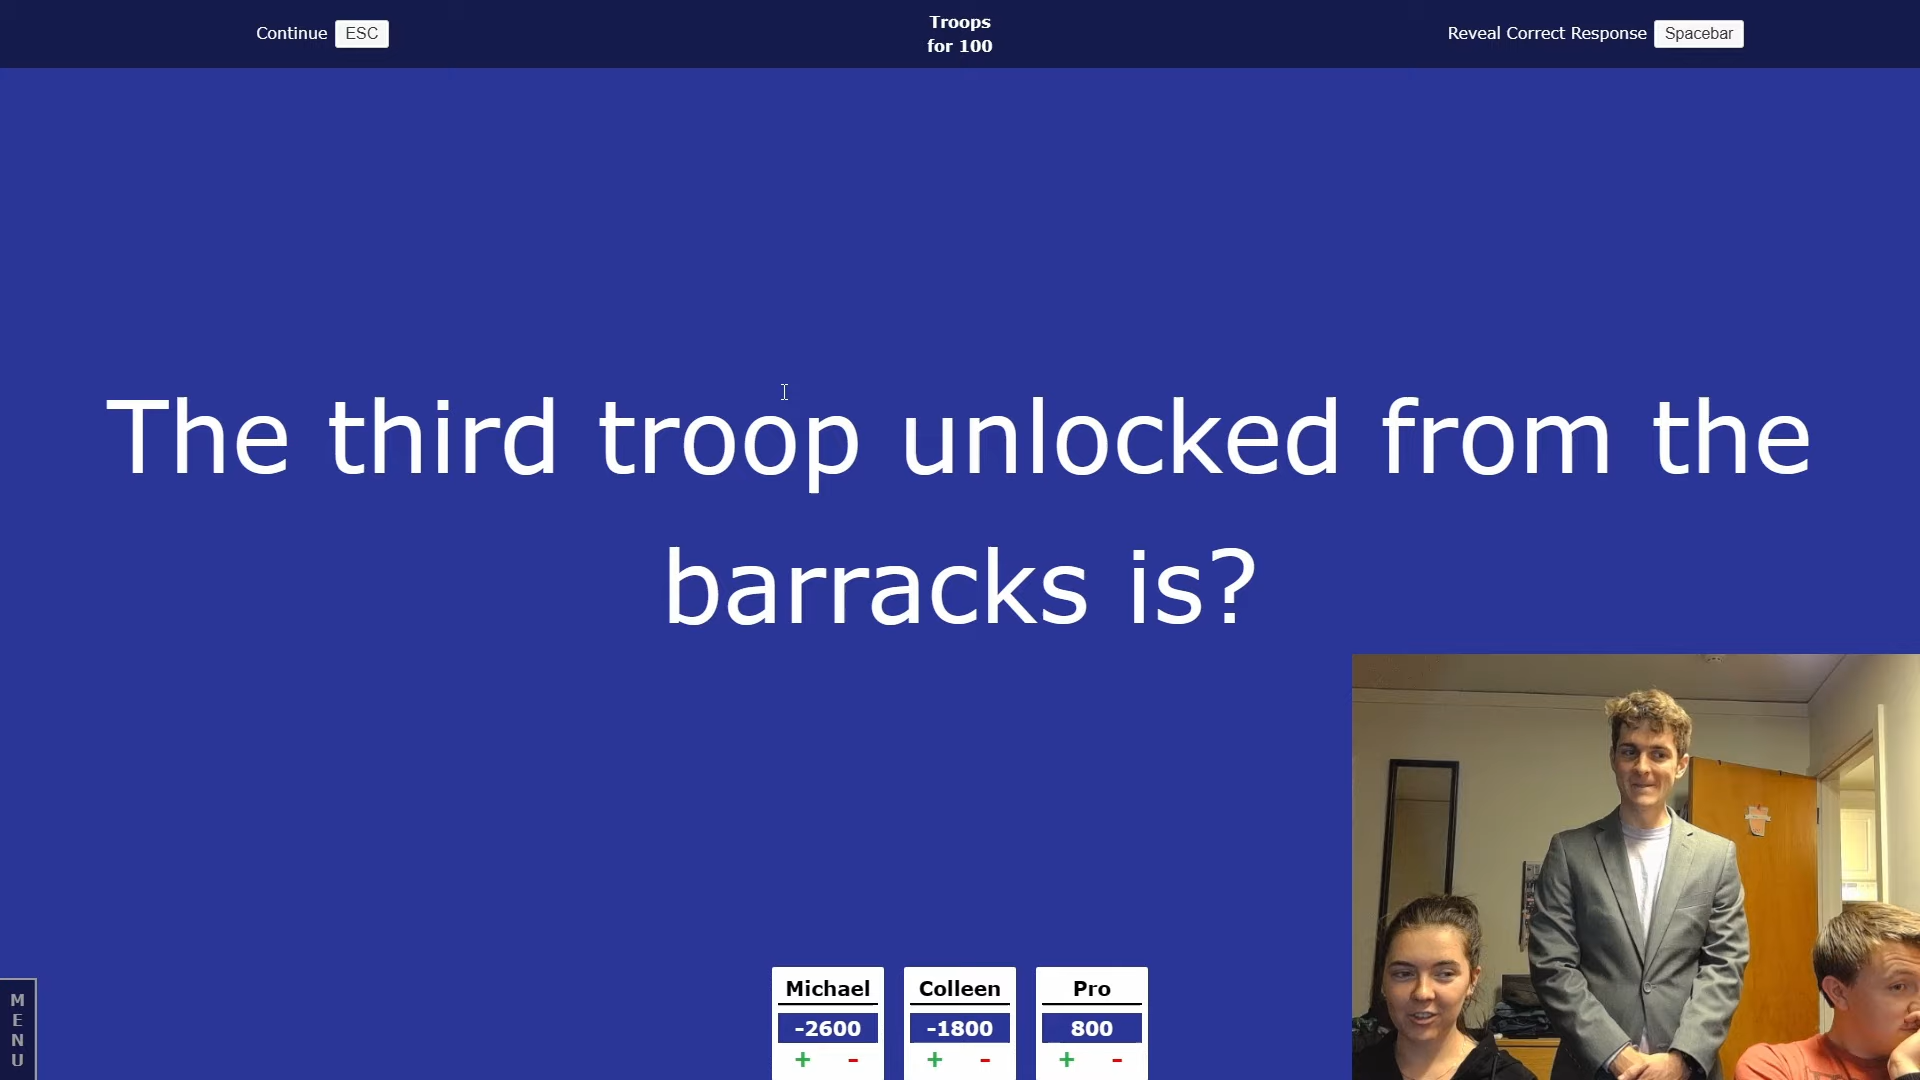 Continue ESC
Troops
for 100
Reveal Correct Response Spacebar
The third troop unlocked from the
barracks is?
MENU
Michael Colleen Pro
-2600 -1800 800
+ - + - + -